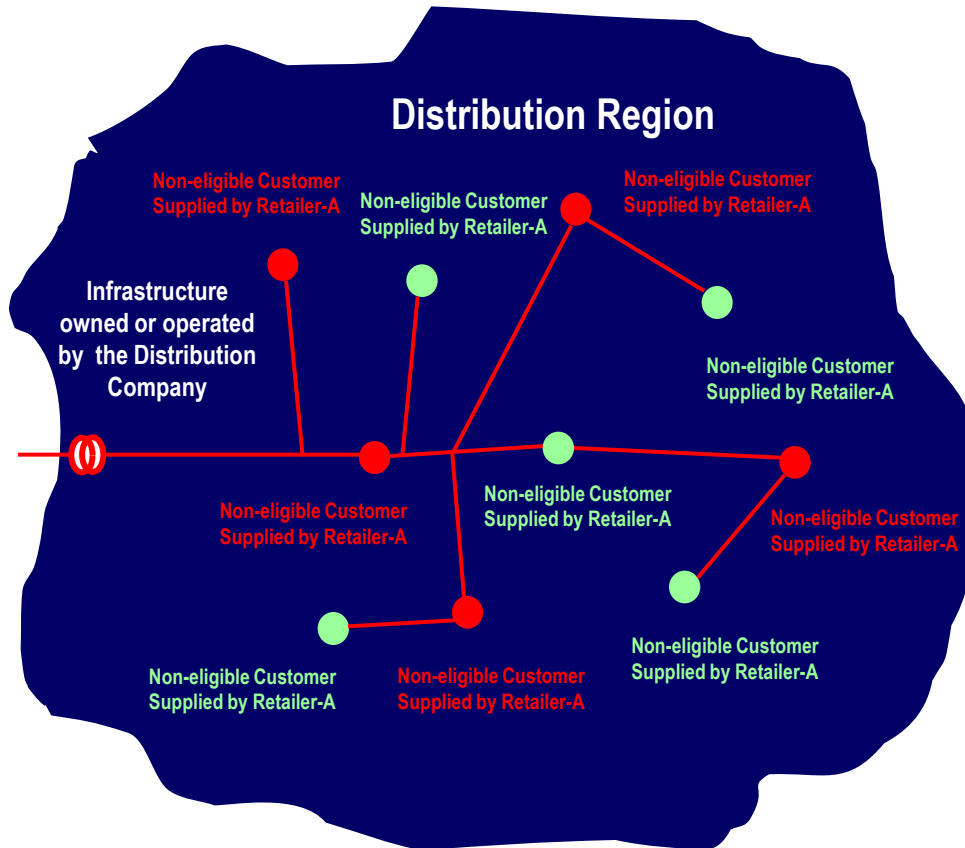 Distribution Region
Non-eligible Customer
Supplied by Retailer-A
Non-eligible Customer
Supplied by Retailer-A
Non-eligible Customer
Supplied by Retailer-A
Infrastructure
owned or operated
by the Distribution
Company
Non-eligible Customer
Supplied by Retailer-A
Non-eligible Customer
Supplied by Retailer-A
Non-eligible Customer
Supplied by Retailer-A
Non-eligible Customer
Supplied by Retailer-A
Non-eligible Customer
Supplied by Retailer-A
Non-eligible Customer
Supplied by Retailer-A
Non-eligible Customer
Supplied by Retailer-A